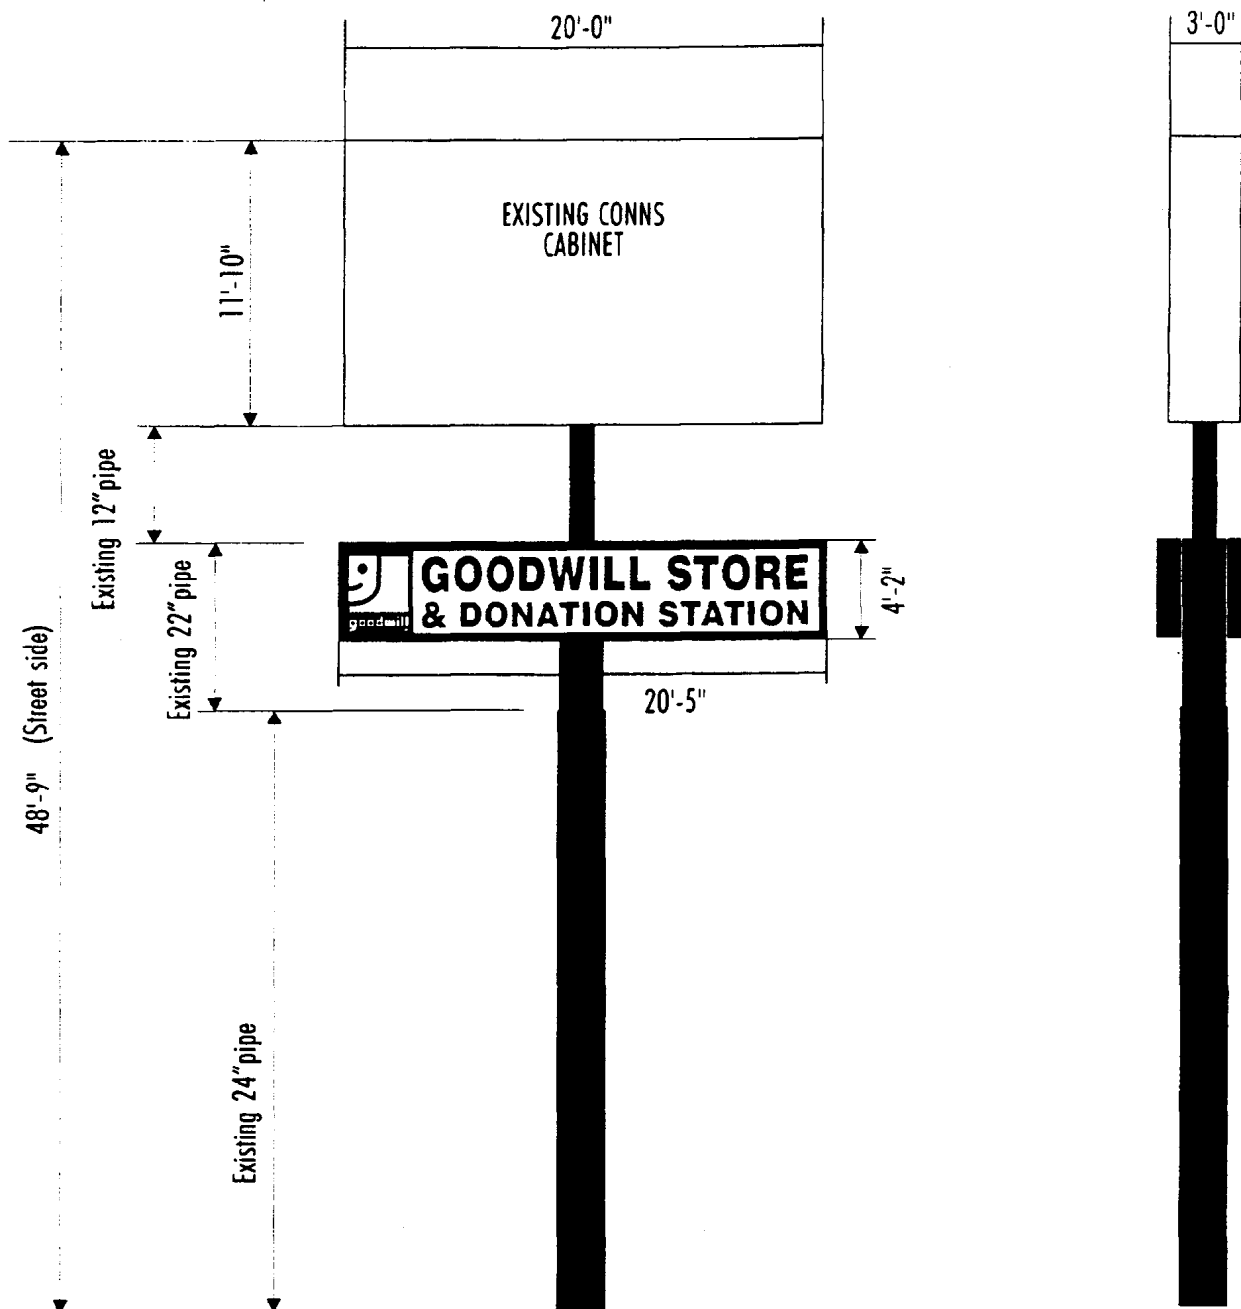 20'-0"
3'-0"
EXISTING CONNS
CABINET
11'-10"
Existing 12"pipe
GOODWILL STORE
& DONATION STATION
goodwill
4'-2"
Existing 22"pipe
20'-5"
48'-9" (Street side)
Existing 24"pipe